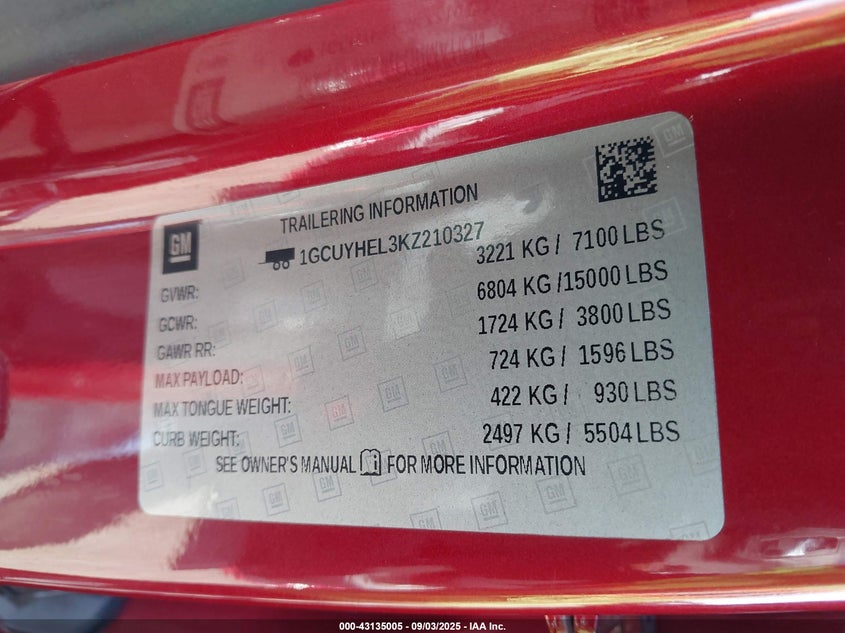 TRAILERING INFORMATION
GM
1GCUYHEL3KZ210327
GVWR: 3221 KG / 7100 LBS
GCWR: 6804 KG /15000 LBS
GAWR RR: 1724 KG / 3800 LBS
MAX PAYLOAD: 724 KG / 1596 LBS
MAX TONGUE WEIGHT: 422 KG / 930 LBS
CURB WEIGHT: 2497 KG / 5504 LBS
SEE OWNER'S MANUAL FOR MORE INFORMATION
000-43135005 - 09/03/2025 - IAA Inc.